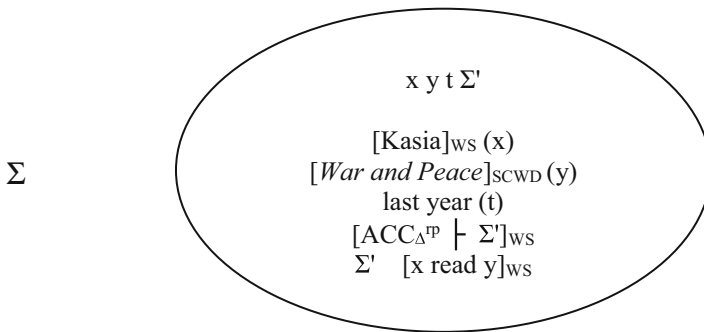 x y t Σ'
[Kasia]WS (x)
[War and Peace]SCWD (y)
Σ
last year (t)
[ACCΔrp ├ Σ']WS
Σ' [x read y]WS